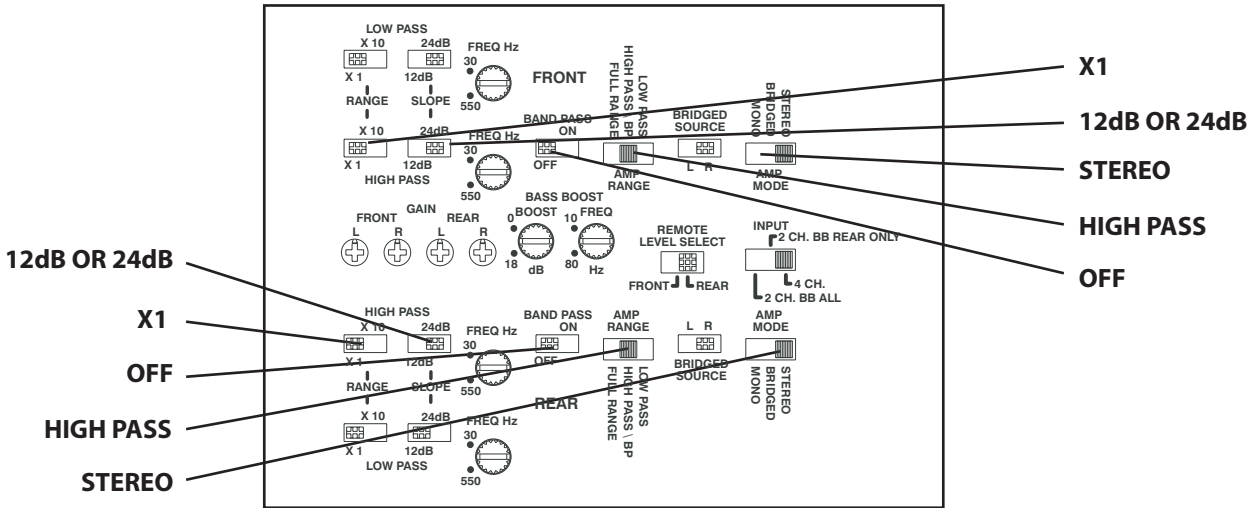 LOW PASS
X 10 24dB
FREQ Hz
30
X 1 12dB
550
RANGE SLOPE
FRONT
FULL RANGE
HIGH PASS \ BP
LOW PASS
MONO
BRIDGED
STEREO
X 10 24dB
FREQ Hz
30
X 1 12dB
550
HIGH PASS
BAND PASS
ON
OFF
AMP
RANGE
BRIDGED
SOURCE
L R
AMP
MODE
X1
12dB OR 24dB
STEREO
HIGH PASS
OFF
GAIN
FRONT REAR
L R L R
BASS BOOST
0 BOOST 10 FREQ
18 dB 80 Hz
REMOTE
LEVEL SELECT
FRONT REAR
INPUT
2 CH. BB REAR ONLY
4 CH.
2 CH. BB ALL
12dB OR 24dB
X1
OFF
HIGH PASS
STEREO
HIGH PASS
X 10 24dB
FREQ Hz
30
X 1 12dB
550
RANGE SLOPE
BAND PASS
ON
OFF
AMP
RANGE
L R
BRIDGED
SOURCE
AMP
MODE
REAR
FULL RANGE
HIGH PASS \ BP
LOW PASS
MONO
BRIDGED
STEREO
X 10 24dB
FREQ Hz
30
X 1 12dB
550
LOW PASS